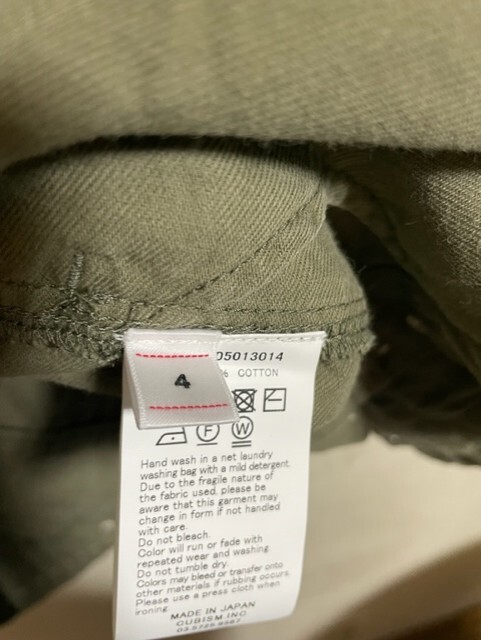 4
05013014
% COTTON
F
W
Hand wash in a net laundry
washing bag with a mild detergent.
Due to the fragile nature of
the fabric used, please be
aware that this garment may
change in form if not handled
with care.
Do not bleach.
Color will run or fade with
repeated wear and washing
Do not tumble dry.
Colors may bleed or transfer onto
other materials if rubbing occurs.
Please use a press cloth when
ironing.
MADE IN JAPAN
CUBISM INC